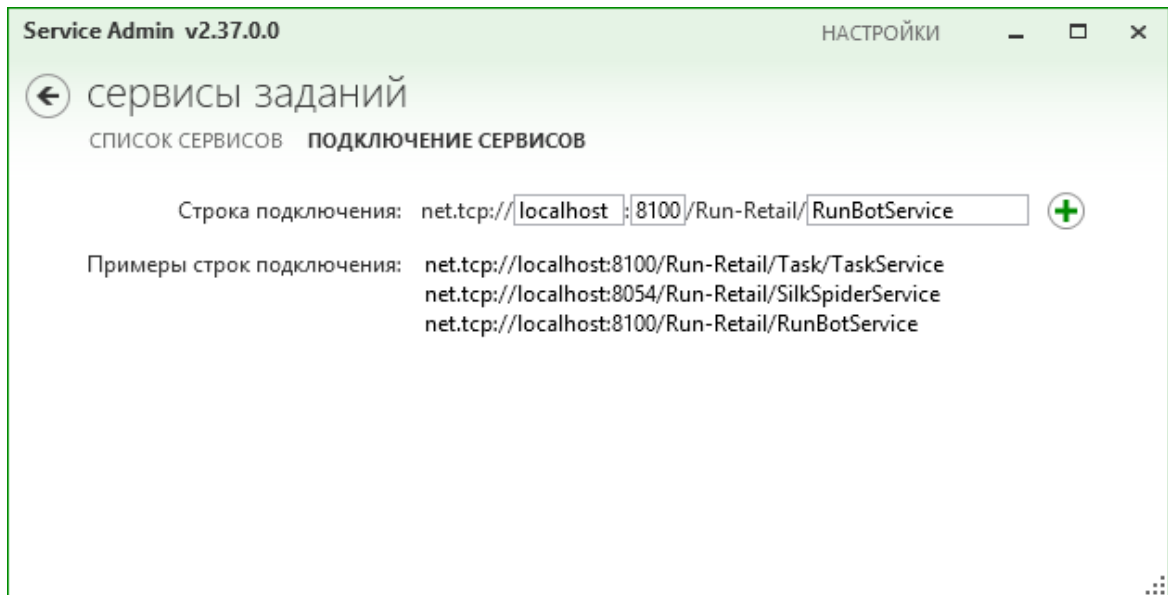 Service Admin v2.37.0.0 НАСТРОЙКИ
сервисы заданий
СПИСОК СЕРВИСОВ ПОДКЛЮЧЕНИЕ СЕРВИСОВ
Строка подключения: net.tcp://localhost:8100/Run-Retail/RunBotService
Примеры строк подключения: net.tcp://localhost:8100/Run-Retail/Task/TaskService
net.tcp://localhost:8054/Run-Retail/SilkSpiderService
net.tcp://localhost:8100/Run-Retail/RunBotService